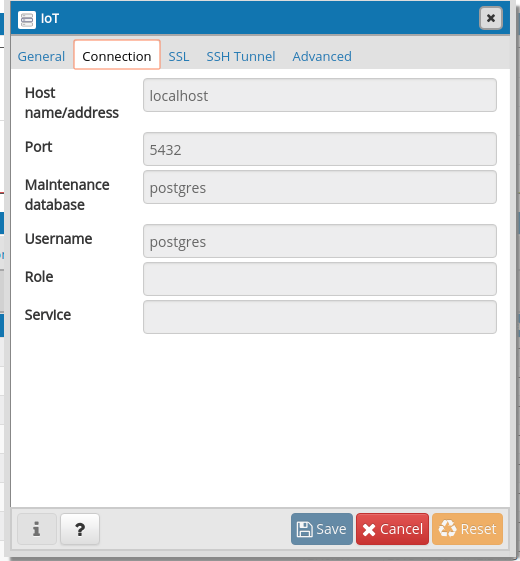 IoT
General Connection SSL SSH Tunnel Advanced
Host name/address localhost
Port 5432
Maintenance database postgres
Username postgres
Role
Service
i ? Save Cancel Reset